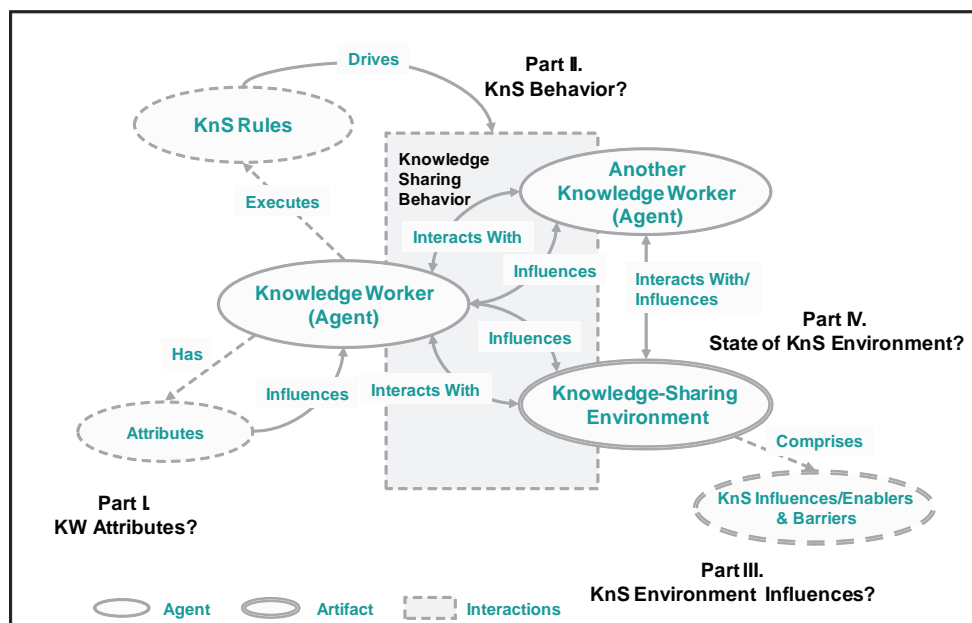 Drives
Part II.
KnS Behavior?
KnS Rules
Knowledge
Sharing
Behavior
Another
Knowledge Worker
(Agent)
Executes
Interacts With
Influences
Interacts With/
Influences
Knowledge Worker
(Agent)
Part IV.
State of KnS Environment?
Has
Influences
Influences
Interacts With
Knowledge-Sharing
Environment
Attributes
Comprises
Part I.
KW Attributes?
KnS Influences/Enablers
& Barriers
Part III.
KnS Environment Influences?
Agent
Artifact
Interactions